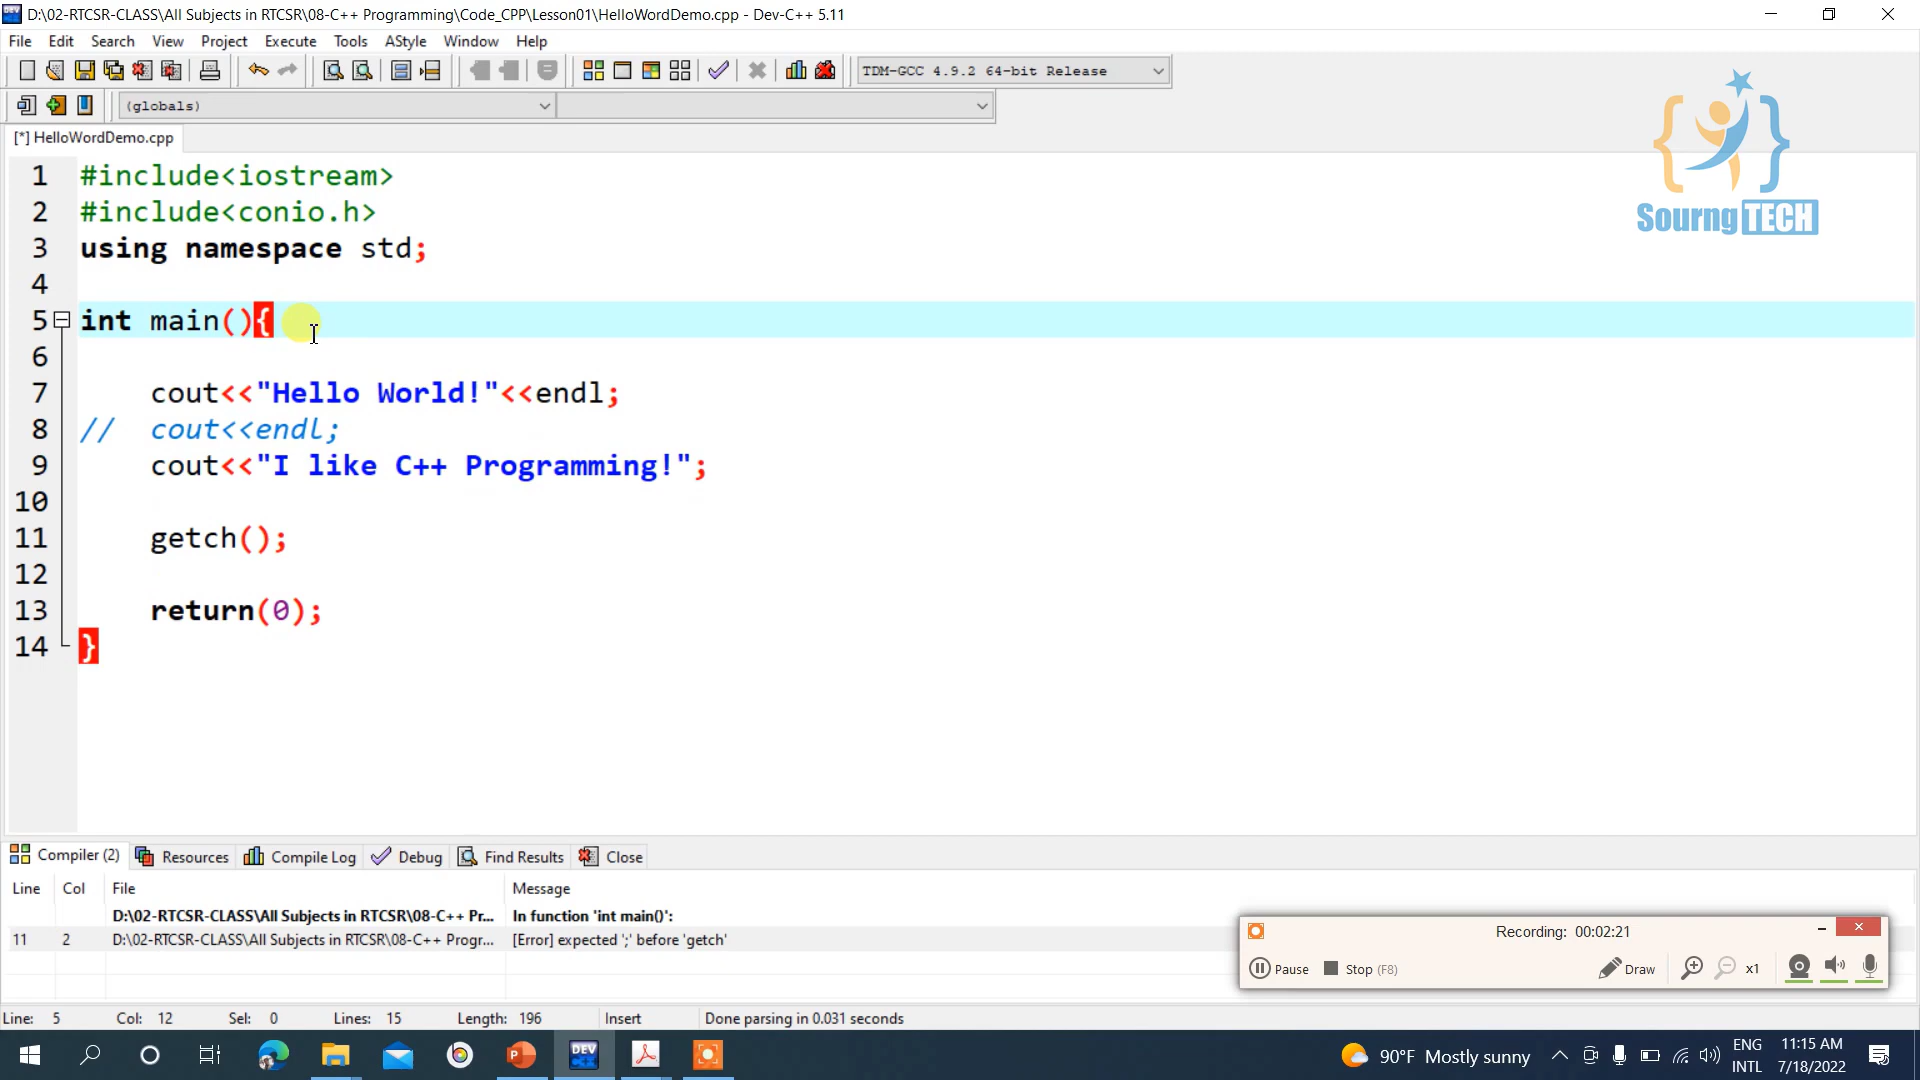 D:\02-RTCSR-CLASS\All Subjects in RTCSR\08-C++ Programming\Code_CPP\Lesson01\HelloWordDemo.cpp - Dev-C++ 5.11
File Edit Search View Project Execute Tools AStyle Window Help
TDM-GCC 4.9.2 64-bit Release
(globals)
[*] HelloWordDemo.cpp
SourngTECH
1 #include<iostream>
2 #include<conio.h>
3 using namespace std;
4
5 int main(){
6
7 cout<<"Hello World!"<<endl;
8 // cout<<endl;
9 cout<<"I like C++ Programming!";
10
11 getch();
12
13 return(0);
14 }
Compiler (2) Resources Compile Log Debug Find Results Close
Line Col File Message
D:\02-RTCSR-CLASS\All Subjects in RTCSR\08-C++ Pr... In function 'int main()':
11 2 D:\02-RTCSR-CLASS\All Subjects in RTCSR\08-C++ Progr... [Error] expected ';' before 'getch'
Recording: 00:02:21
Pause Stop (F8) Draw x1
Line: 5 Col: 12 Sel: 0 Lines: 15 Length: 196 Insert Done parsing in 0.031 seconds
90°F Mostly sunny
ENG
INTL
11:15 AM
7/18/2022